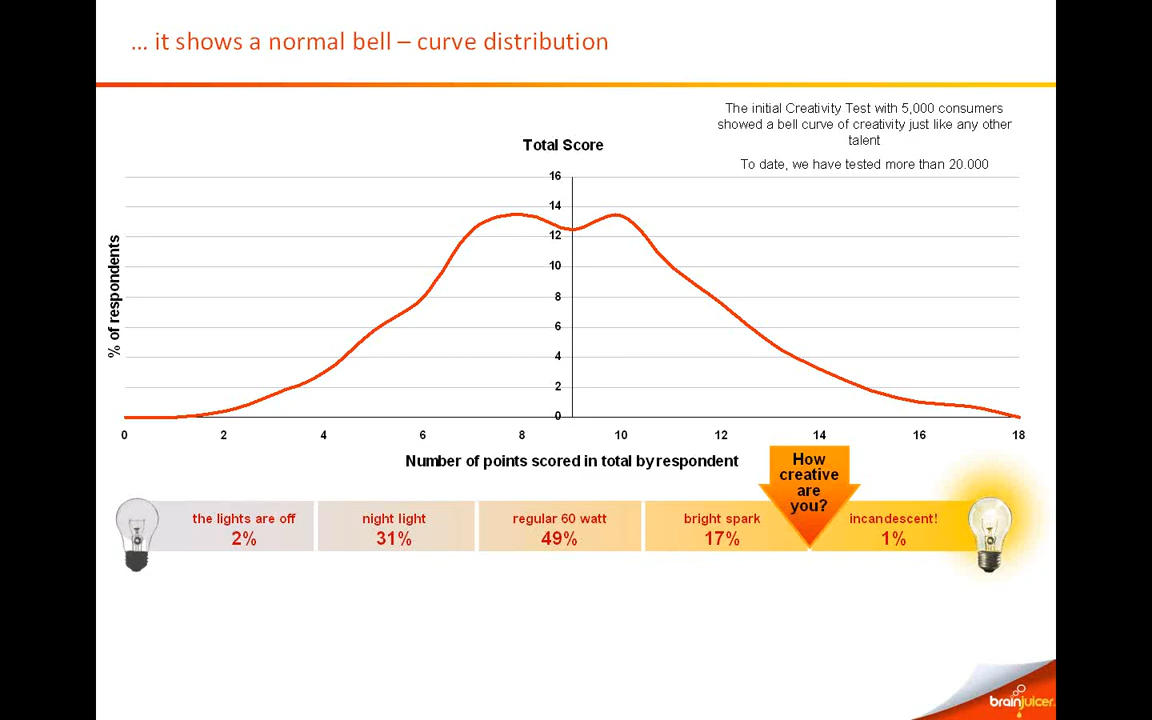 ... it shows a normal bell – curve distribution
The initial Creativity Test with 5,000 consumers
showed a bell curve of creativity just like any other
talent
To date, we have tested more than 20.000
Total Score
16
14
12
10
8
6
4
2
0
% of respondents
0 2 4 6 8 10 12 14 16 18
Number of points scored in total by respondent
How
creative
are
you?
the lights are off
2%
night light
31%
regular 60 watt
49%
bright spark
17%
incandescent!
1%
brainjuicer.